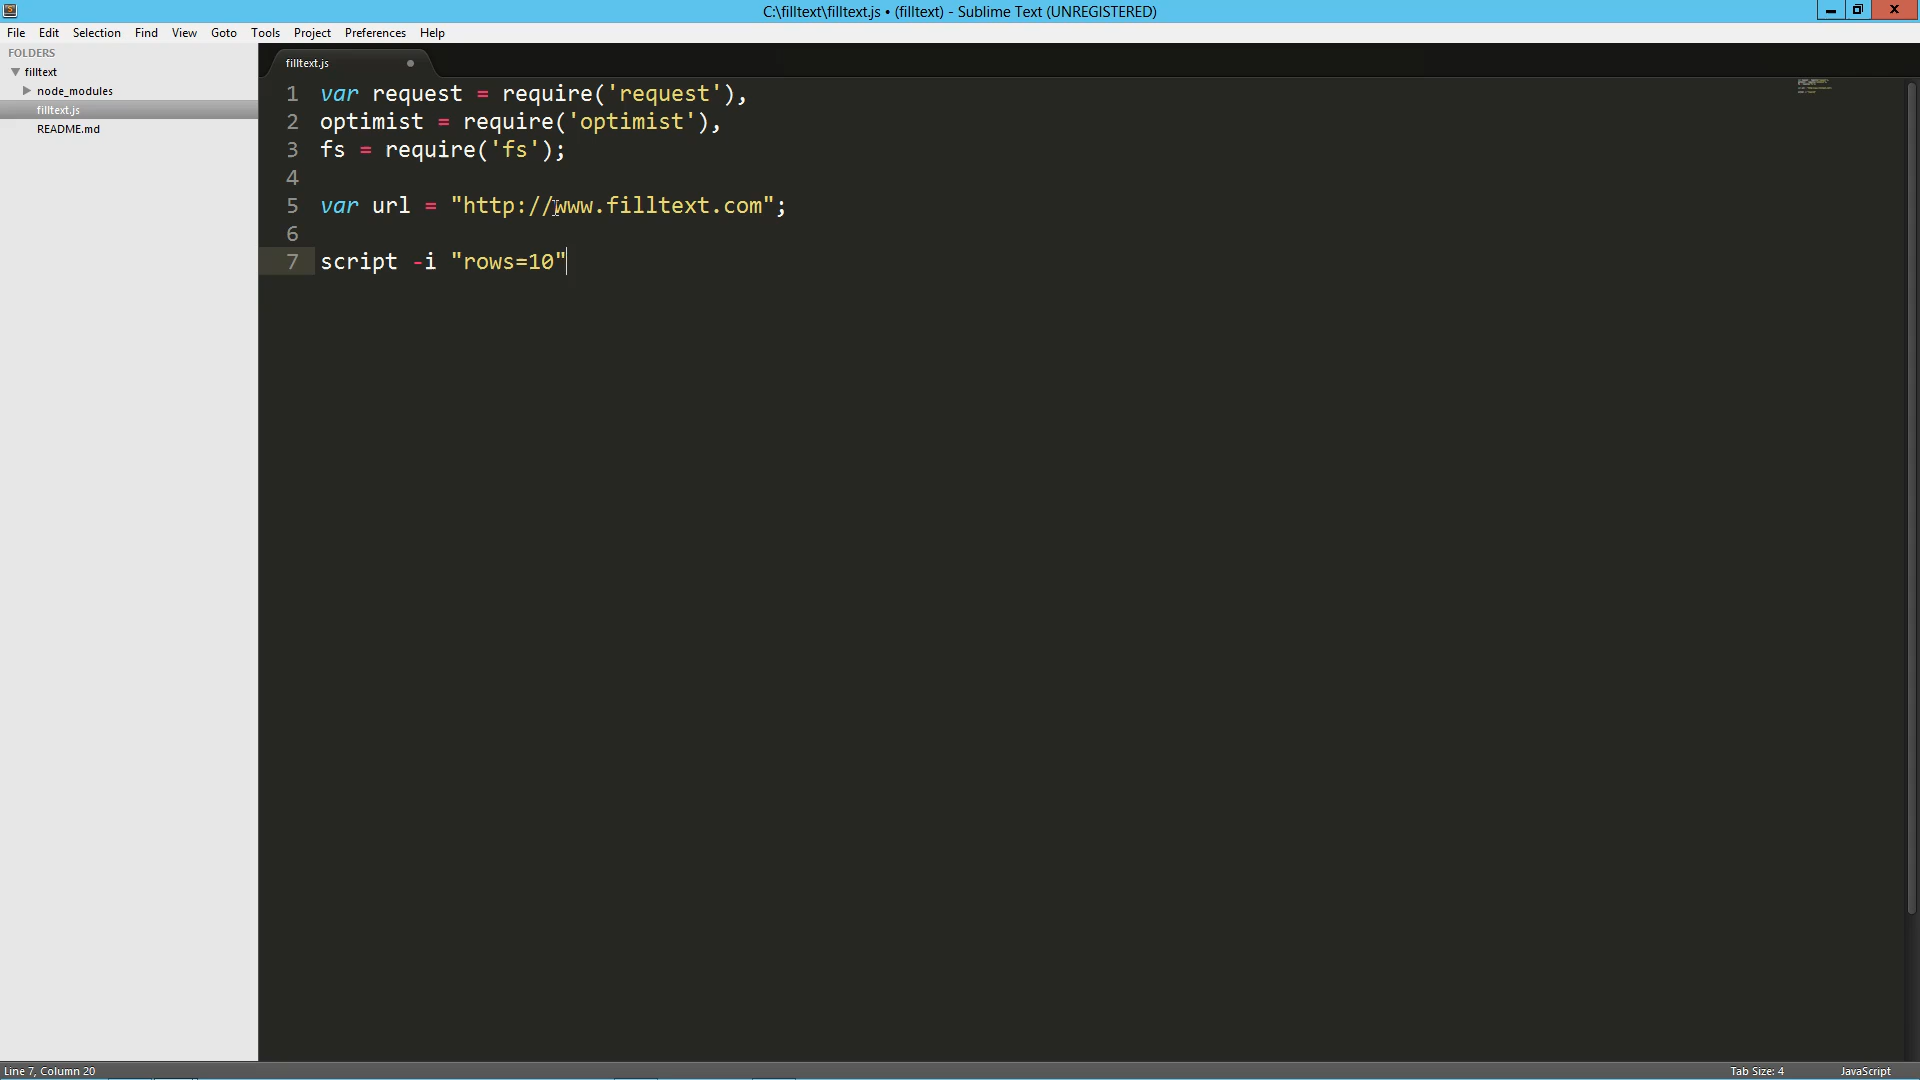 C:\filltext\filltext.js • (filltext) - Sublime Text (UNREGISTERED)
File Edit Selection Find View Goto Tools Project Preferences Help
FOLDERS
filltext
node_modules
filltext.js
README.md
filltext.js
1 var request = require('request'),
2 optimist = require('optimist'),
3 fs = require('fs');
4
5 var url = "http://www.filltext.com";
6
7 script -i "rows=10"
Line 7, Column 20
Tab Size: 4
JavaScript